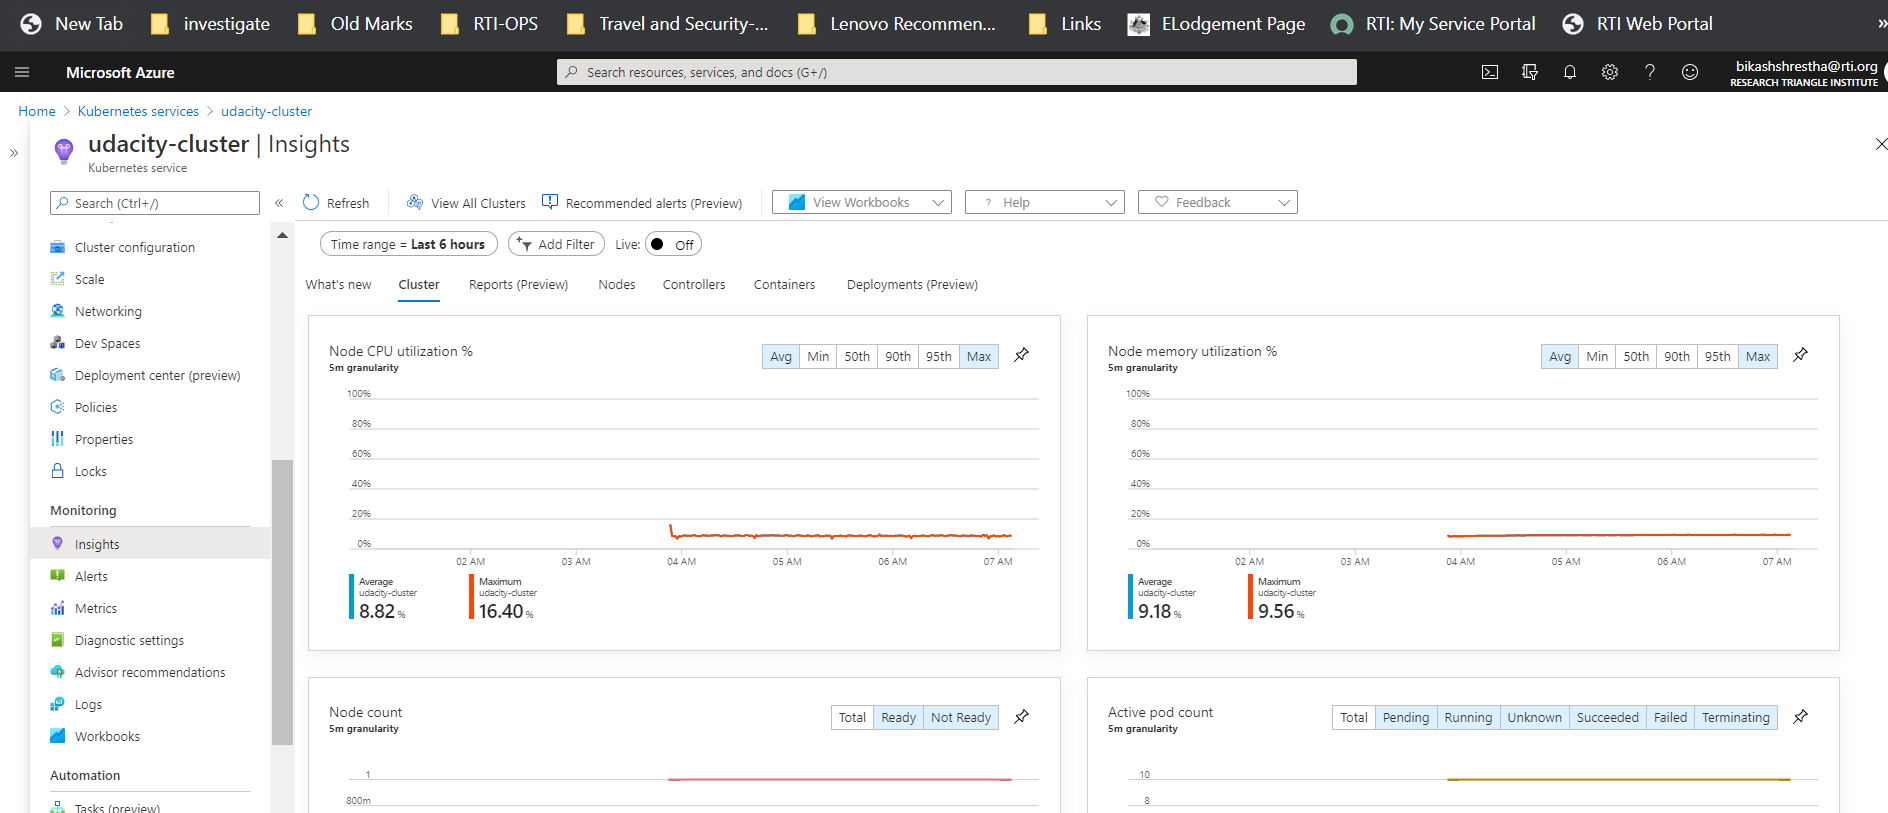 New Tab investigate Old Marks RTI-OPS Travel and Security-... Lenovo Recommen... Links ELodgement Page RTI: My Service Portal RTI Web Portal »
Microsoft Azure Search resources, services, and docs (G+/) bikashshrestha@rti.org
RESEARCH TRIANGLE INSTITUTE
Home > Kubernetes services > udacity-cluster
udacity-cluster | Insights
Kubernetes service
Search (Ctrl+/) « Refresh View All Clusters Recommended alerts (Preview) View Workbooks ? Help Feedback
Time range = Last 6 hours Add Filter Live: Off
What's new Cluster Reports (Preview) Nodes Controllers Containers Deployments (Preview)
Cluster configuration
Scale
Networking
Dev Spaces
Deployment center (preview)
Policies
Properties
Locks
Monitoring
Insights
Alerts
Metrics
Diagnostic settings
Advisor recommendations
Logs
Workbooks
Automation
Tasks (preview)
Node CPU utilization %
5m granularity
Avg Min 50th 90th 95th Max
100%
80%
60%
40%
20%
0%
02 AM 03 AM 04 AM 05 AM 06 AM 07 AM
Average
udacity-cluster
8.82 %
Maximum
udacity-cluster
16.40 %
Node memory utilization %
5m granularity
Avg Min 50th 90th 95th Max
100%
80%
60%
40%
20%
0%
02 AM 03 AM 04 AM 05 AM 06 AM 07 AM
Average
udacity-cluster
9.18 %
Maximum
udacity-cluster
9.56 %
Node count
5m granularity
Total Ready Not Ready
1
800m
Active pod count
5m granularity
Total Pending Running Unknown Succeeded Failed Terminating
10
8